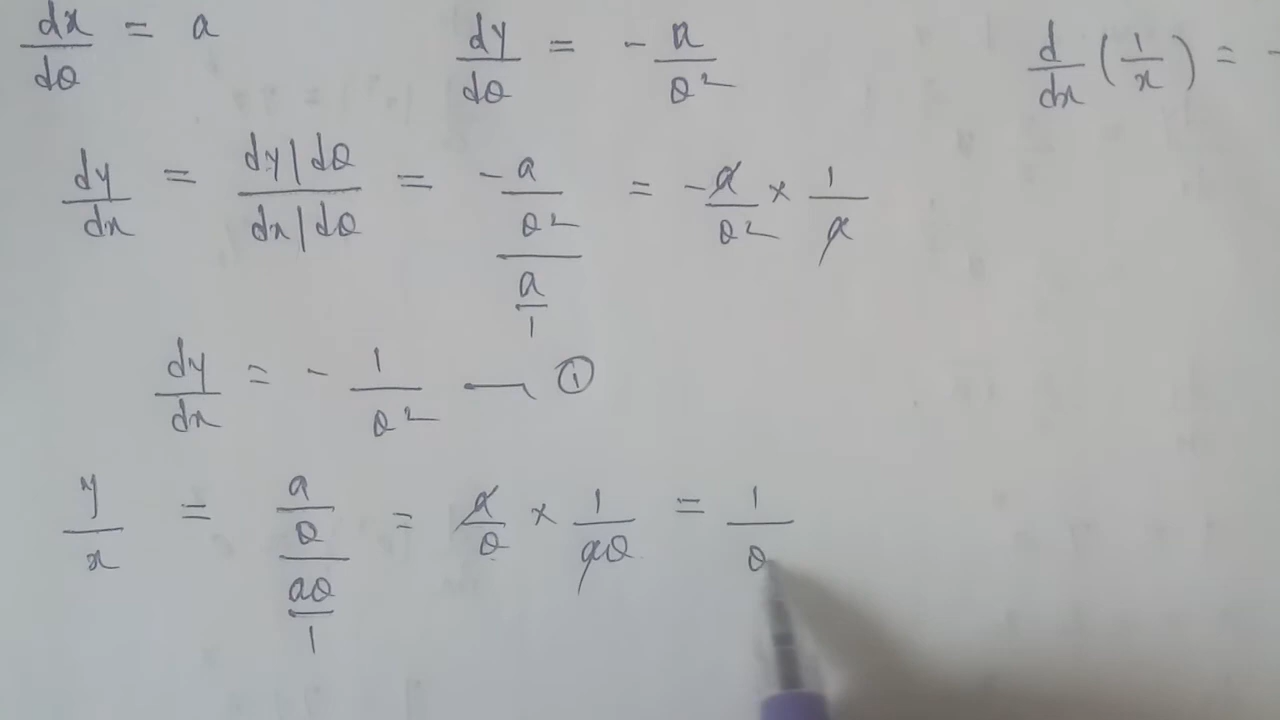 dx/dθ = a    dy/dθ = - a/θ²    d/dx (1/x) = -
dy/dx = (dy|dθ)/(dx|dθ) = (-a/θ²)/(a/1) = - a/θ² × 1/a
dy/dx = - 1/θ² — ①
y/x = (a/θ)/(aθ/1) = a/θ × 1/aθ = 1/θ